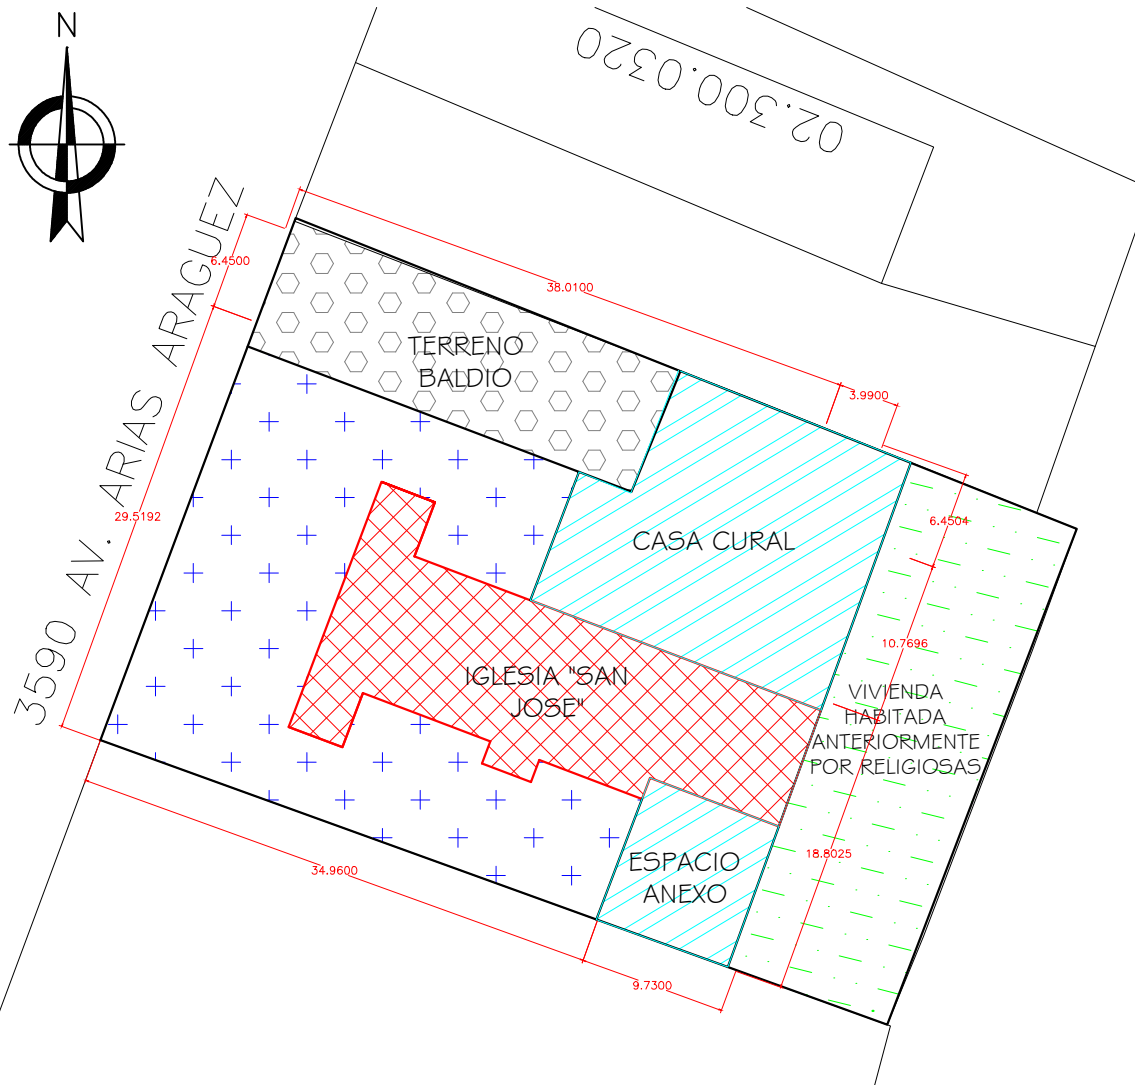 N
02.300.0320
3590 AV. ARIAS ARAGUEZ
6.4500
38.0100
3.9900
TERRENO
BALDIO
29.5192
6.4504
CASA CURAL
10.7696
IGLESIA "SAN
JOSE"
VIVIENDA
HABITADA
ANTERIORMENTE
POR RELIGIOSAS
18.8025
ESPACIO
ANEXO
34.9600
9.7300